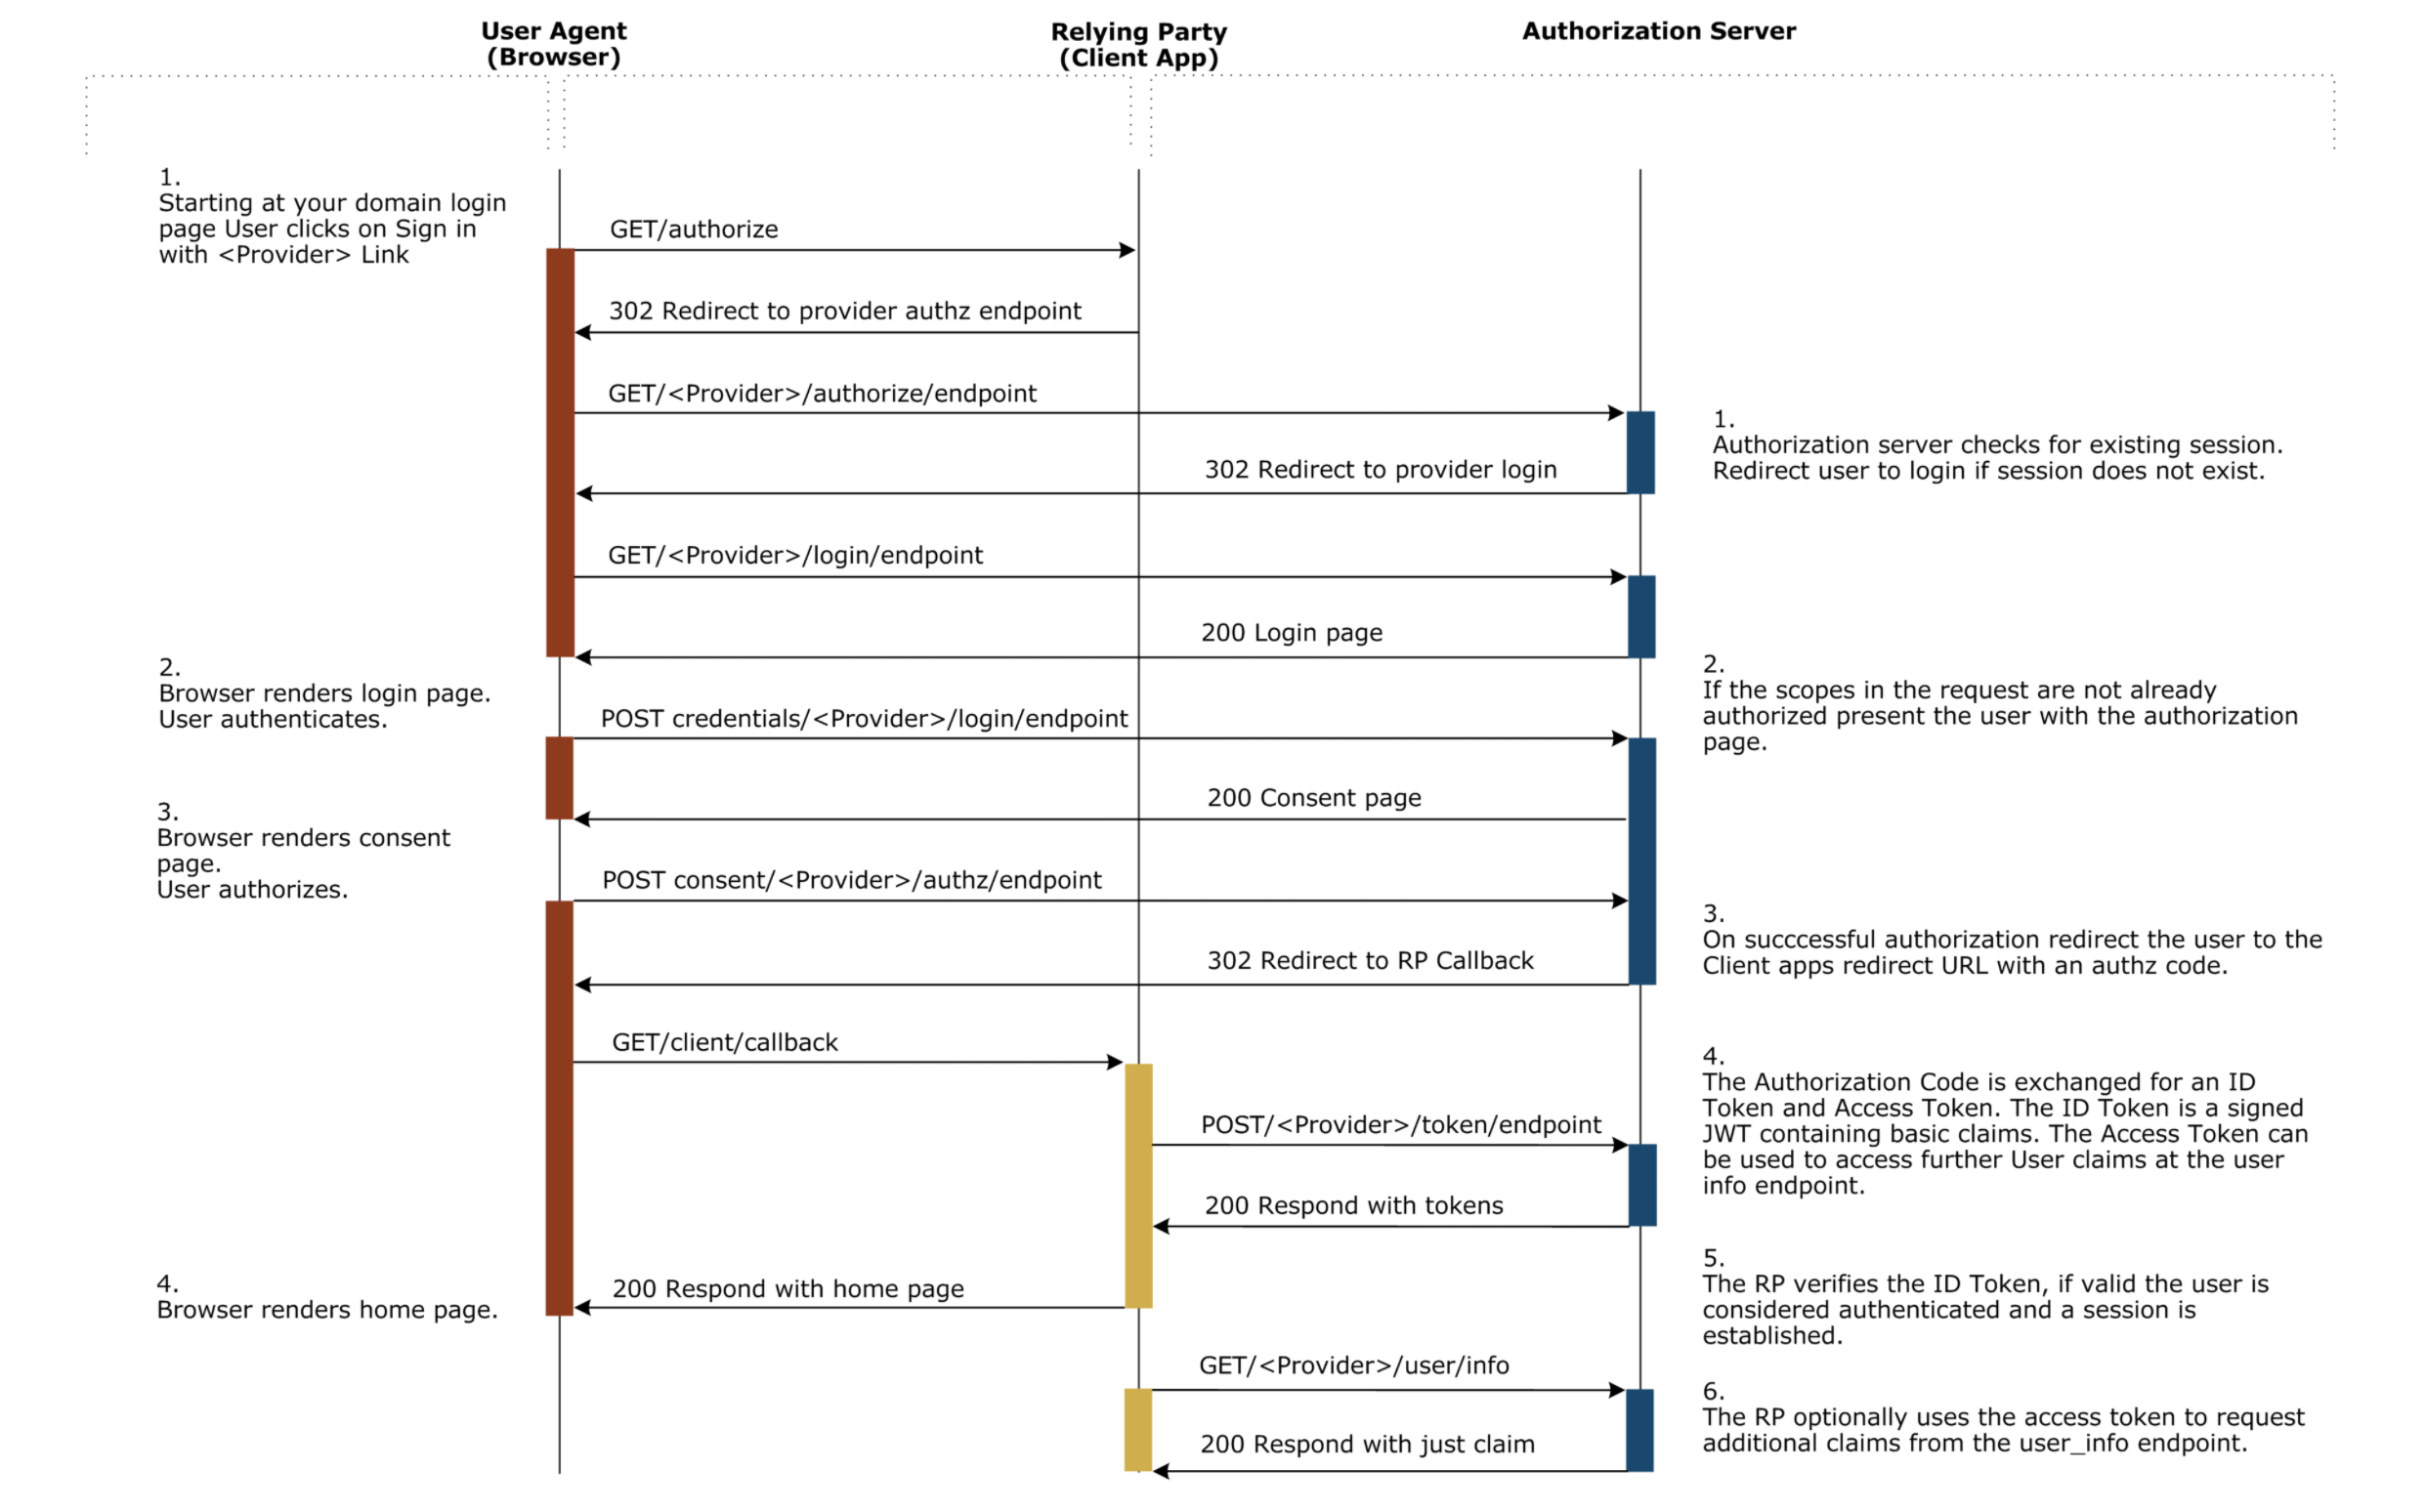 User Agent
(Browser)
Relying Party
(Client App)
Authorization Server
1.
Starting at your domain login
page User clicks on Sign in
with <Provider> Link
GET/authorize
302 Redirect to provider authz endpoint
GET/<Provider>/authorize/endpoint
1.
Authorization server checks for existing session.
Redirect user to login if session does not exist.
302 Redirect to provider login
GET/<Provider>/login/endpoint
200 Login page
2.
Browser renders login page.
User authenticates.
2.
If the scopes in the request are not already
authorized present the user with the authorization
page.
POST credentials/<Provider>/login/endpoint
200 Consent page
3.
Browser renders consent
page.
User authorizes.
POST consent/<Provider>/authz/endpoint
3.
On succcessful authorization redirect the user to the
Client apps redirect URL with an authz code.
302 Redirect to RP Callback
GET/client/callback
4.
The Authorization Code is exchanged for an ID
Token and Access Token. The ID Token is a signed
JWT containing basic claims. The Access Token can
be used to access further User claims at the user
info endpoint.
POST/<Provider>/token/endpoint
200 Respond with tokens
4.
Browser renders home page.
200 Respond with home page
5.
The RP verifies the ID Token, if valid the user is
considered authenticated and a session is
established.
GET/<Provider>/user/info
6.
The RP optionally uses the access token to request
additional claims from the user_info endpoint.
200 Respond with just claim